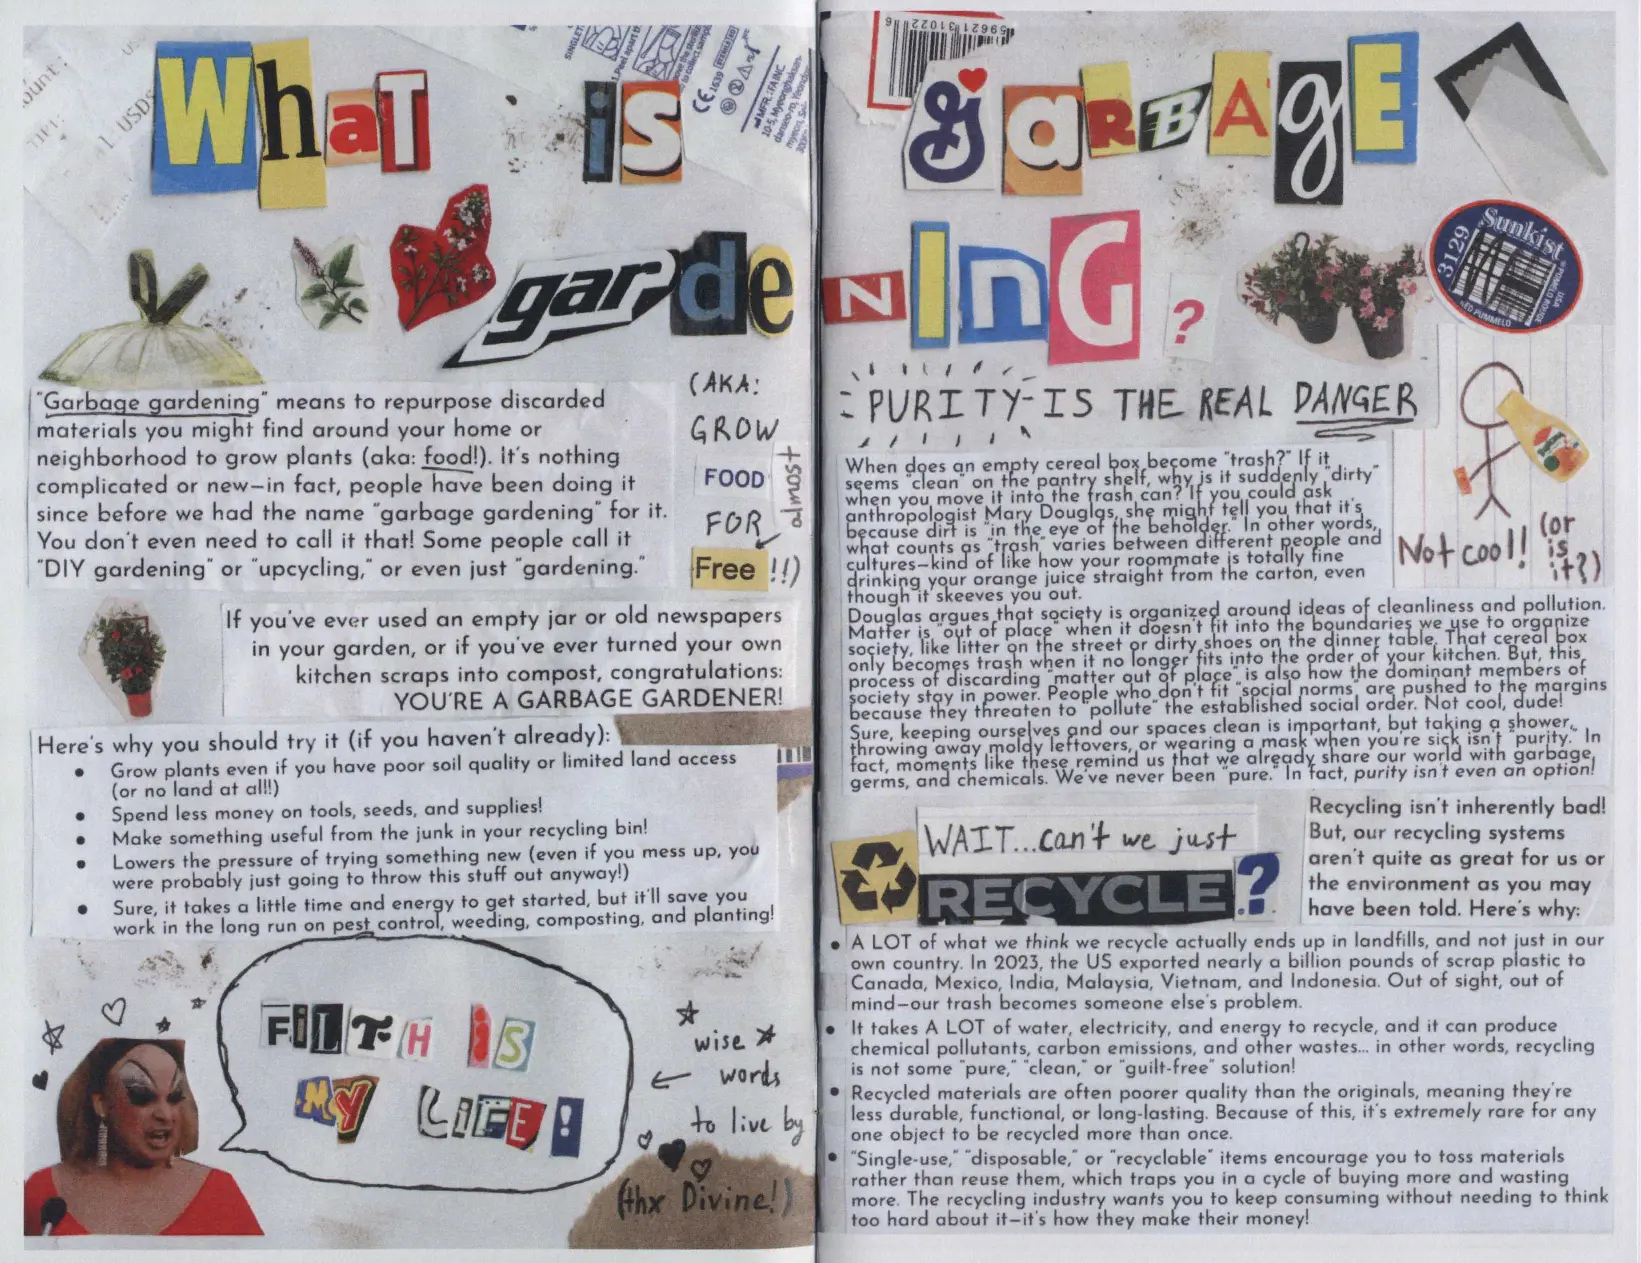 What is
garde
"Garbage gardening" means to repurpose discarded
materials you might find around your home or
neighborhood to grow plants (aka: food!). It's nothing
complicated or new—in fact, people have been doing it
since before we had the name "garbage gardening" for it.
You don't even need to call it that! Some people call it
"DIY gardening" or "upcycling," or even just "gardening."
(AKA:
GROW
FOOD
FOR
almost
Free!!)
If you've ever used an empty jar or old newspapers
in your garden, or if you've ever turned your own
kitchen scraps into compost, congratulations:
YOU'RE A GARBAGE GARDENER!
Here's why you should try it (if you haven't already):
• Grow plants even if you have poor soil quality or limited land access
(or no land at all!)
• Spend less money on tools, seeds, and supplies!
• Make something useful from the junk in your recycling bin!
• Lowers the pressure of trying something new (even if you mess up, you
were probably just going to throw this stuff out anyway!)
• Sure, it takes a little time and energy to get started, but it'll save you
work in the long run on pest control, weeding, composting, and planting!
FiLTH iS
MY LiFE!
wise
words
to live by
(thx Divine!)
GarBAgE
NInG?
Sunkist
3129
PURITY IS THE REAL DANGER
When does an empty cereal box become "trash?" If it
seems "clean" on the pantry shelf, why is it suddenly "dirty"
when you move it into the trash can? If you could ask
anthropologist Mary Douglas, she might tell you that it's
because dirt is "in the eye of the beholder." In other words,
what counts as "trash" varies between different people and
cultures—kind of like how your roommate is totally fine
drinking your orange juice straight from the carton, even
though it skeeves you out.
Not cool! (or
is
it?)
Douglas argues that society is organized around ideas of cleanliness and pollution.
Matter is "out of place" when it doesn't fit into the boundaries we use to organize
society, like litter on the street or dirty shoes on the dinner table. That cereal box
only becomes trash when it no longer fits into the order of your kitchen. But, this
process of discarding "matter out of place" is also how the dominant members of
society stay in power. People who don't fit "social norms" are pushed to the margins
because they threaten to "pollute" the established social order. Not cool, dude!
Sure, keeping ourselves and our spaces clean is important, but taking a shower,
throwing away moldy leftovers, or wearing a mask when you're sick isn't "purity." In
fact, moments like these remind us that we already share our world with garbage,
germs, and chemicals. We've never been "pure." In fact, purity isn't even an option!
WAIT...can't we just
RECYCLE?
Recycling isn't inherently bad!
But, our recycling systems
aren't quite as great for us or
the environment as you may
have been told. Here's why:
• A LOT of what we think we recycle actually ends up in landfills, and not just in our
own country. In 2023, the US exported nearly a billion pounds of scrap plastic to
Canada, Mexico, India, Malaysia, Vietnam, and Indonesia. Out of sight, out of
mind—our trash becomes someone else's problem.
• It takes A LOT of water, electricity, and energy to recycle, and it can produce
chemical pollutants, carbon emissions, and other wastes... in other words, recycling
is not some "pure," "clean," or "guilt-free" solution!
• Recycled materials are often poorer quality than the originals, meaning they're
less durable, functional, or long-lasting. Because of this, it's extremely rare for any
one object to be recycled more than once.
• "Single-use," "disposable," or "recyclable" items encourage you to toss materials
rather than reuse them, which traps you in a cycle of buying more and wasting
more. The recycling industry wants you to keep consuming without needing to think
too hard about it—it's how they make their money!